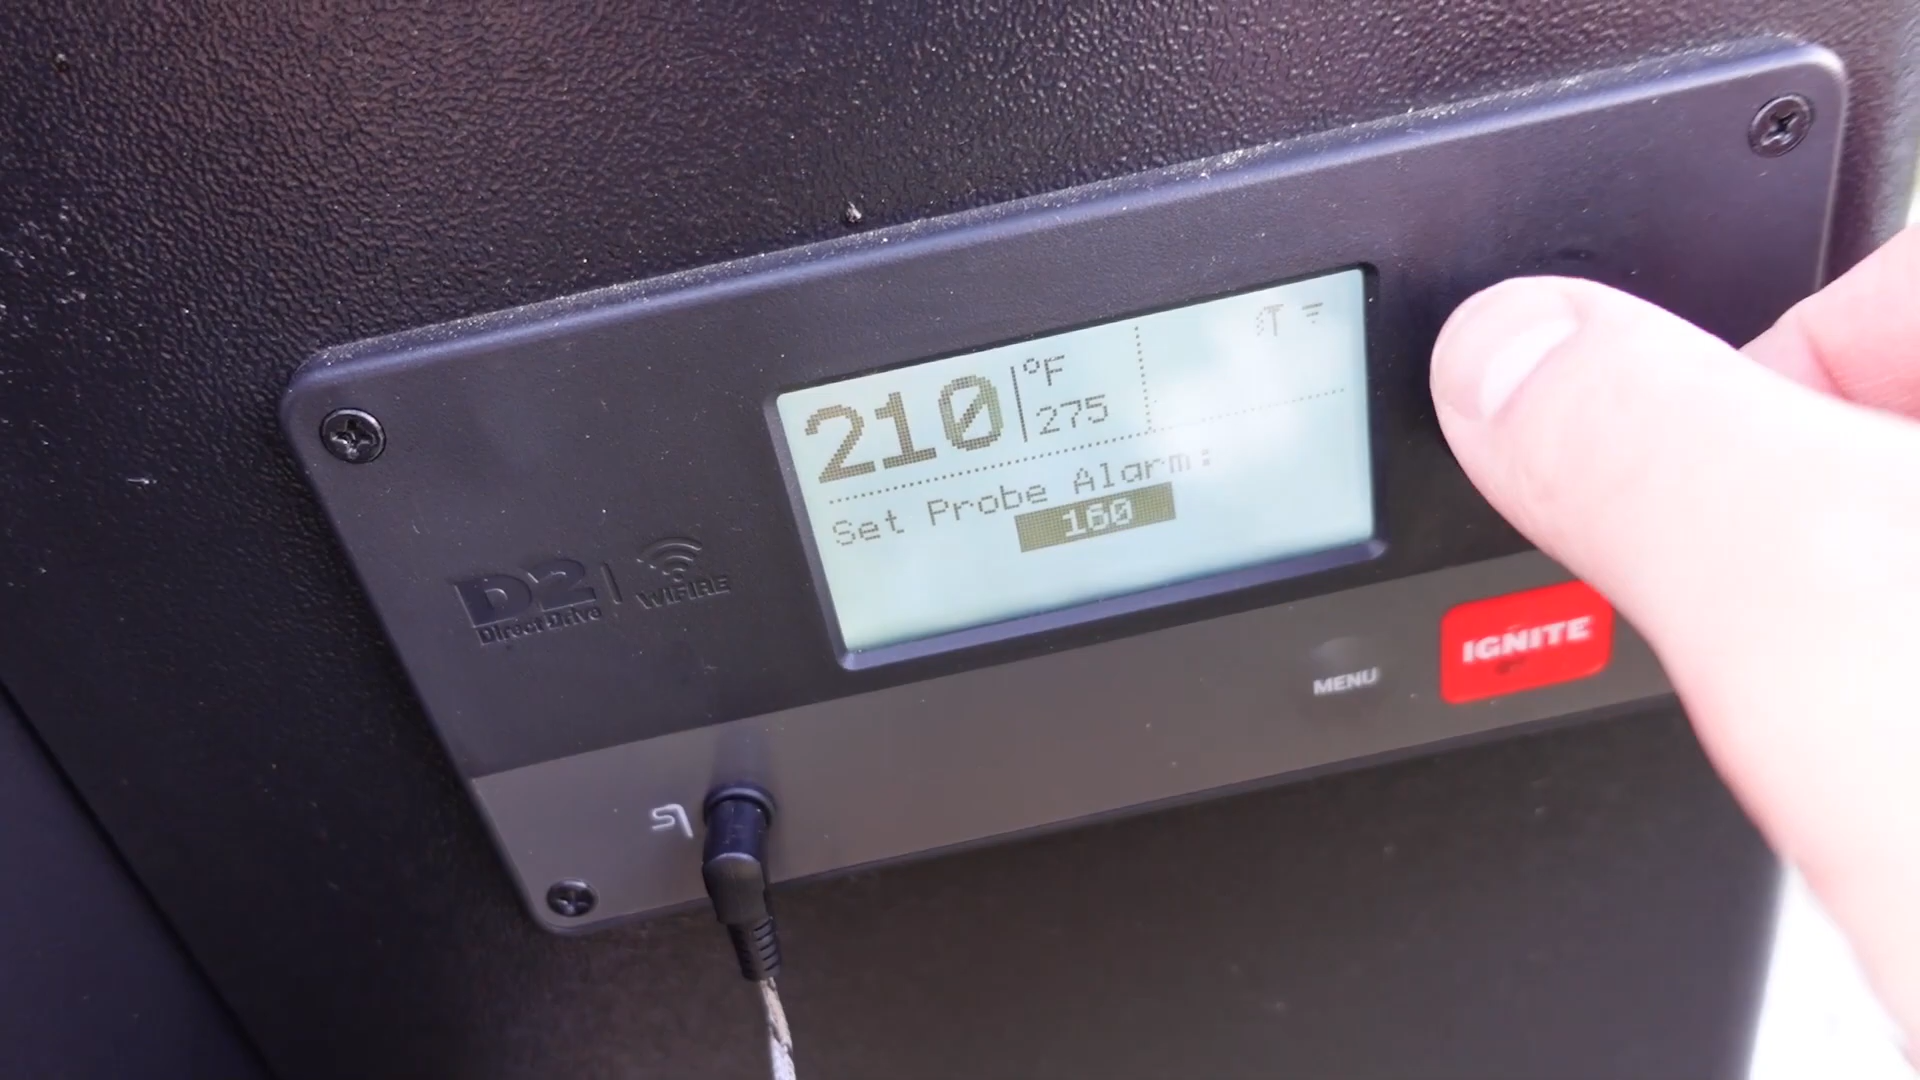 210
°F
275
Set Probe Alarm:
160
D2
Direct Drive
WiFIRE
MENU
IGNITE